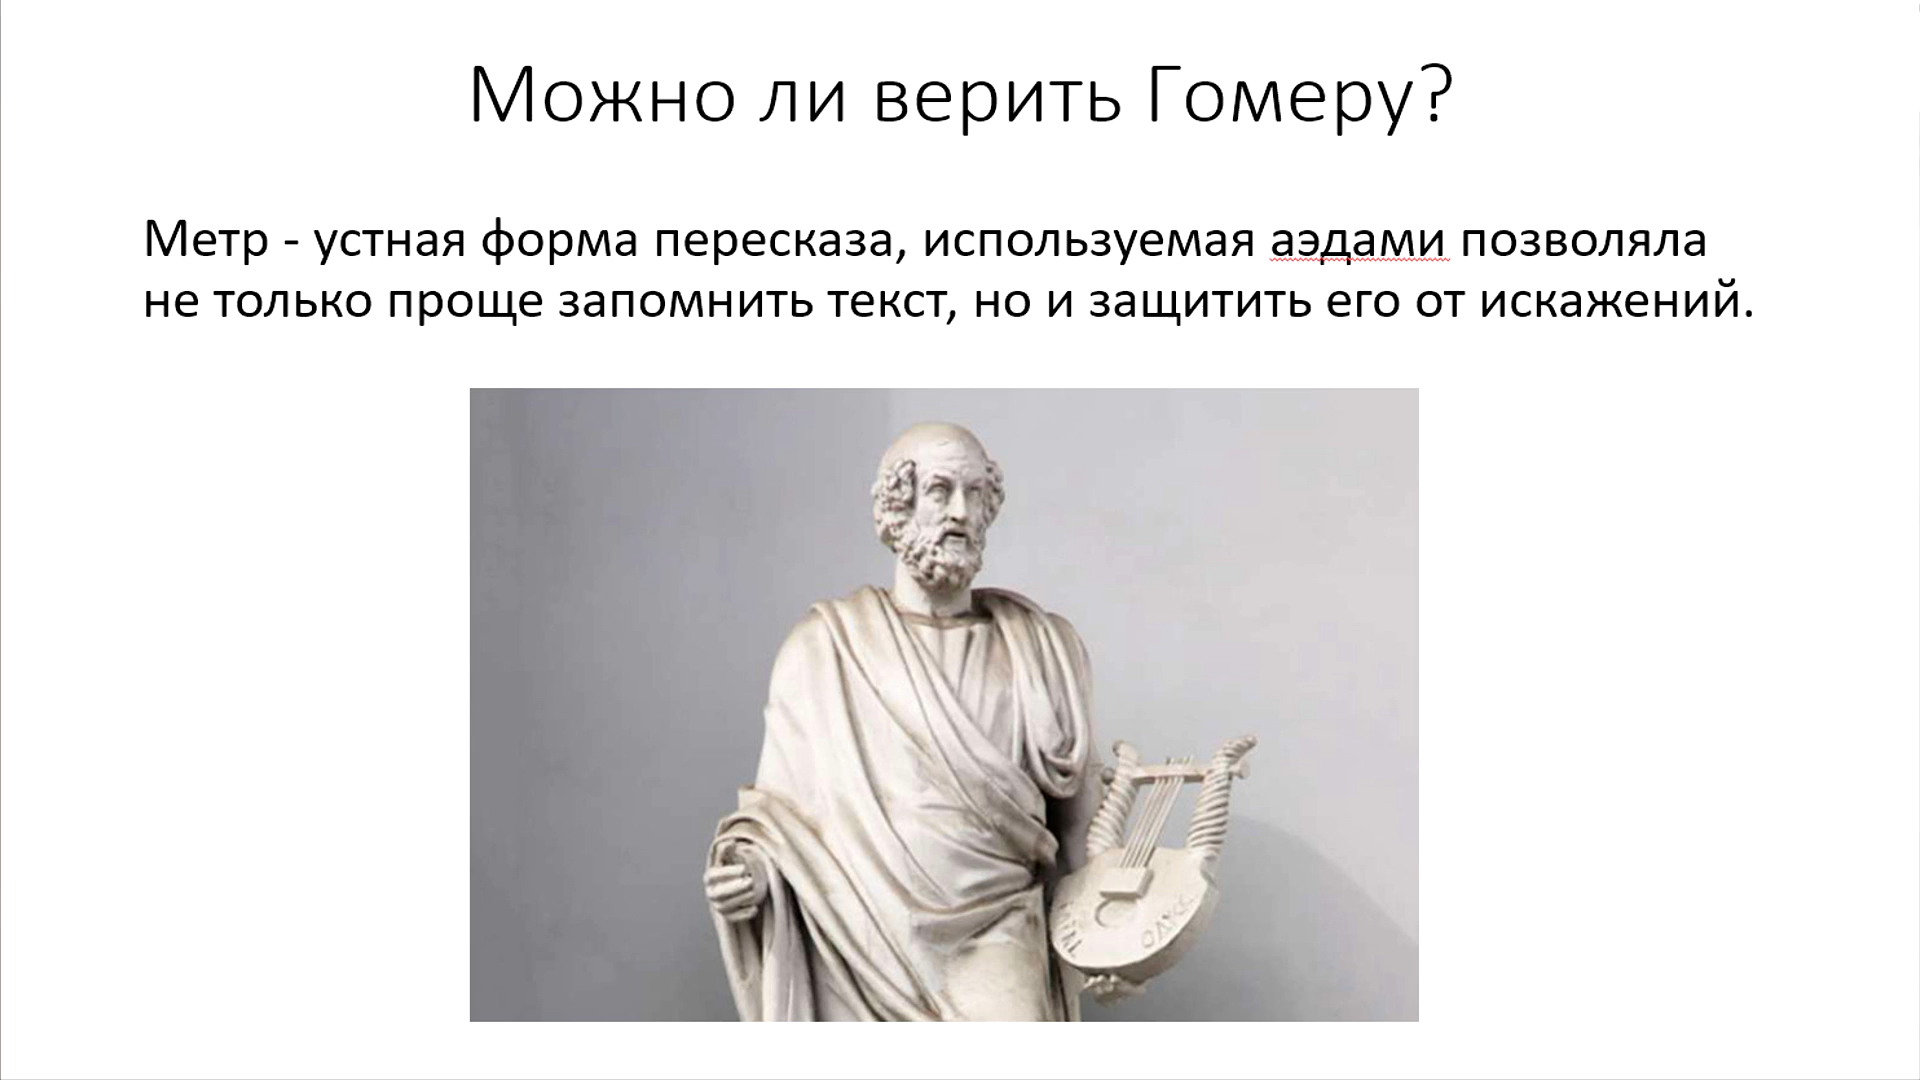 Можно ли верить Гомеру?
Метр - устная форма пересказа, используемая аэдами позволяла
не только проще запомнить текст, но и защитить его от искажений.